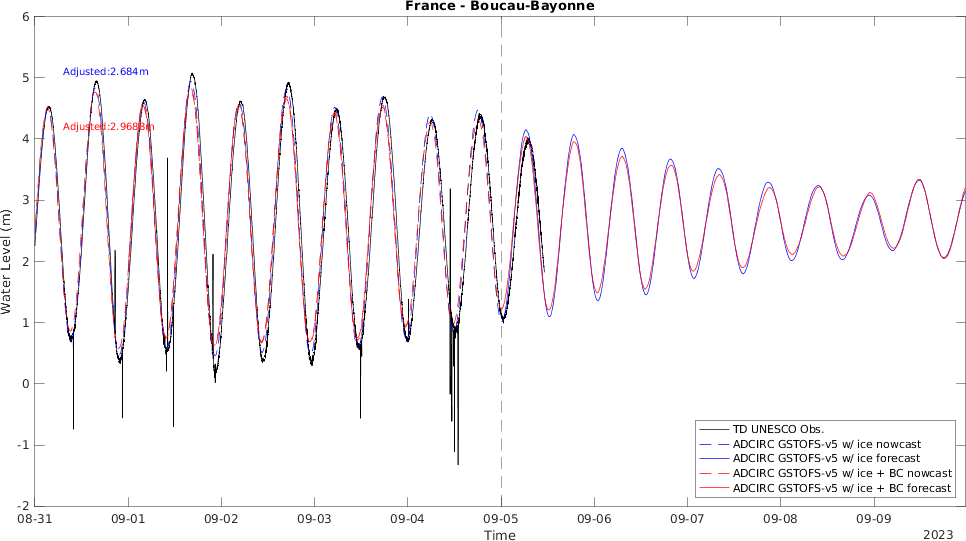 France - Boucau-Bayonne
6
5
4
3
2
1
0
-1
-2
Water Level (m)
Adjusted:2.684m
Adjusted:2.9688m
TD UNESCO Obs.
ADCIRC GSTOFS-v5 w/ ice nowcast
ADCIRC GSTOFS-v5 w/ ice forecast
ADCIRC GSTOFS-v5 w/ ice + BC nowcast
ADCIRC GSTOFS-v5 w/ ice + BC forecast
08-31 09-01 09-02 09-03 09-04 09-05 09-06 09-07 09-08 09-09
Time
2023